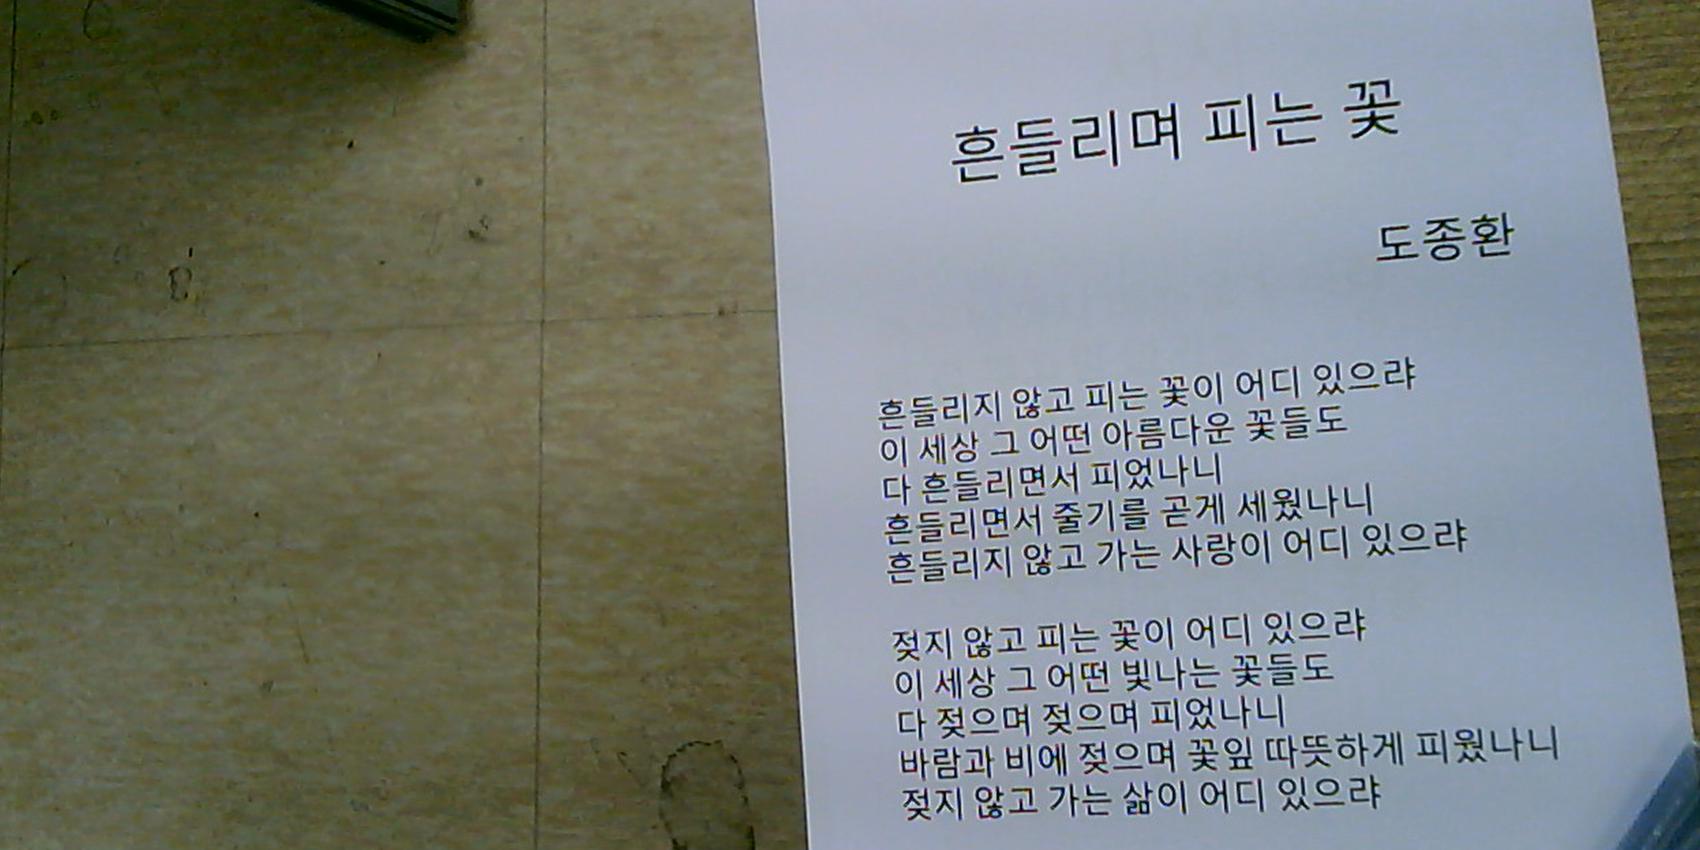 흔들리며 피는 꽃
도종환
흔들리지 않고 피는 꽃이 어디 있으랴
이 세상 그 어떤 아름다운 꽃들도
다 흔들리면서 피었나니
흔들리면서 줄기를 곧게 세웠나니
흔들리지 않고 가는 사랑이 어디 있으랴
젖지 않고 피는 꽃이 어디 있으랴
이 세상 그 어떤 빛나는 꽃들도
다 젖으며 젖으며 피었나니
바람과 비에 젖으며 꽃잎 따뜻하게 피웠나니
젖지 않고 가는 삶이 어디 있으랴